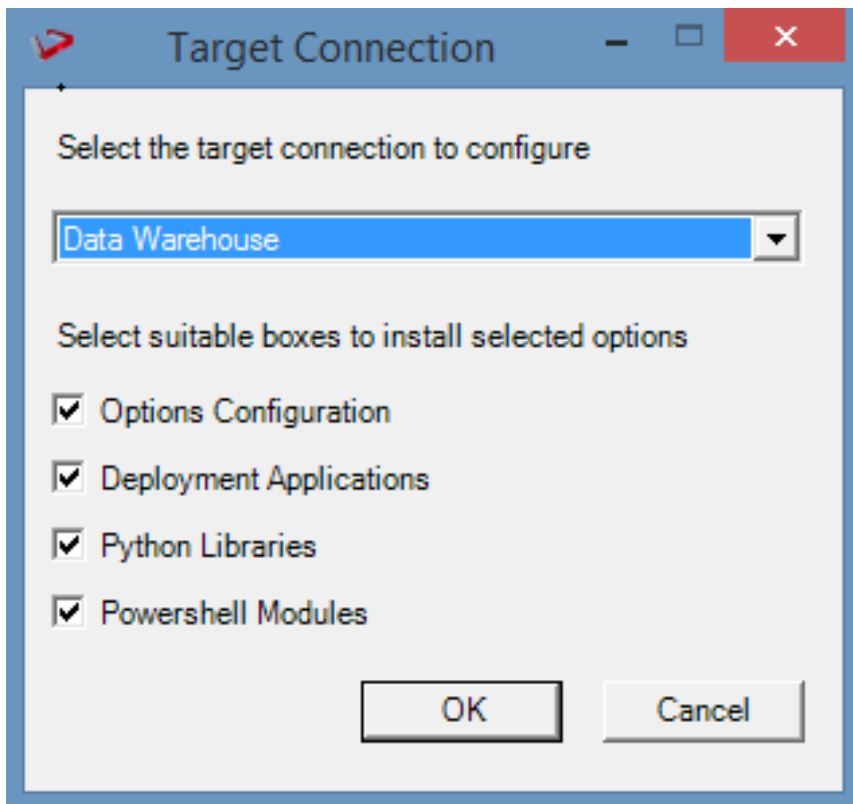 Target Connection
Select the target connection to configure
Data Warehouse
Select suitable boxes to install selected options
Options Configuration
Deployment Applications
Python Libraries
Powershell Modules
OK Cancel